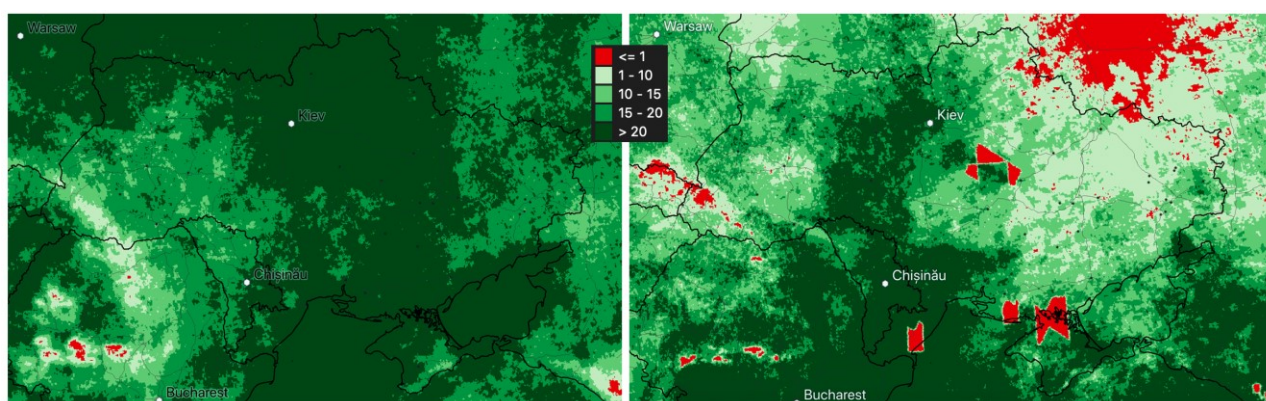 Warsaw
Kiev
Chișinău
Bucharest
<= 1
1 - 10
10 - 15
15 - 20
> 20
Warsaw
Kiev
Chișinău
Bucharest